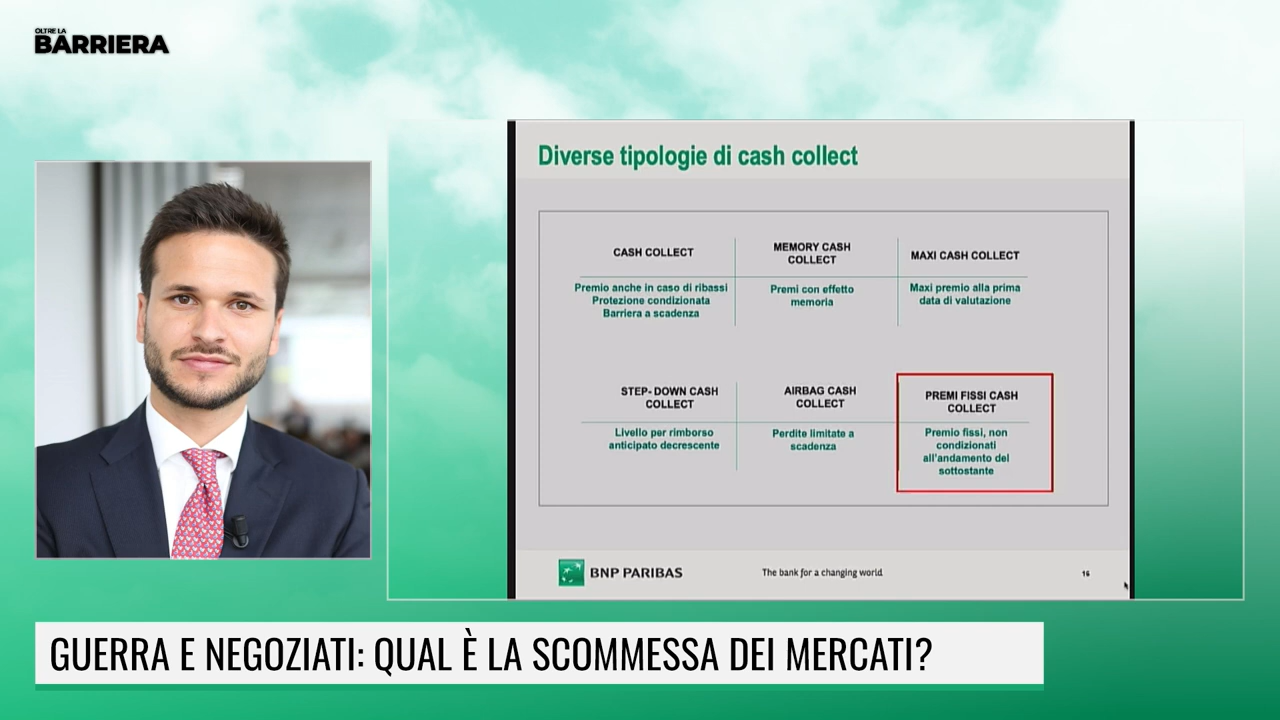 OLTRE LA
BARRIERA
Diverse tipologie di cash collect
CASH COLLECT
Premio anche in caso di ribassi
Protezione condizionata
Barriera a scadenza
MEMORY CASH
COLLECT
Premi con effetto
memoria
MAXI CASH COLLECT
Maxi premio alla prima
data di valutazione
STEP- DOWN CASH
COLLECT
Livello per rimborso
anticipato decrescente
AIRBAG CASH
COLLECT
Perdite limitate a
scadenza
PREMI FISSI CASH
COLLECT
Premio fissi, non
condizionati
all'andamento del
sottostante
BNP PARIBAS
The bank for a changing world
16
GUERRA E NEGOZIATI: QUAL È LA SCOMMESSA DEI MERCATI?